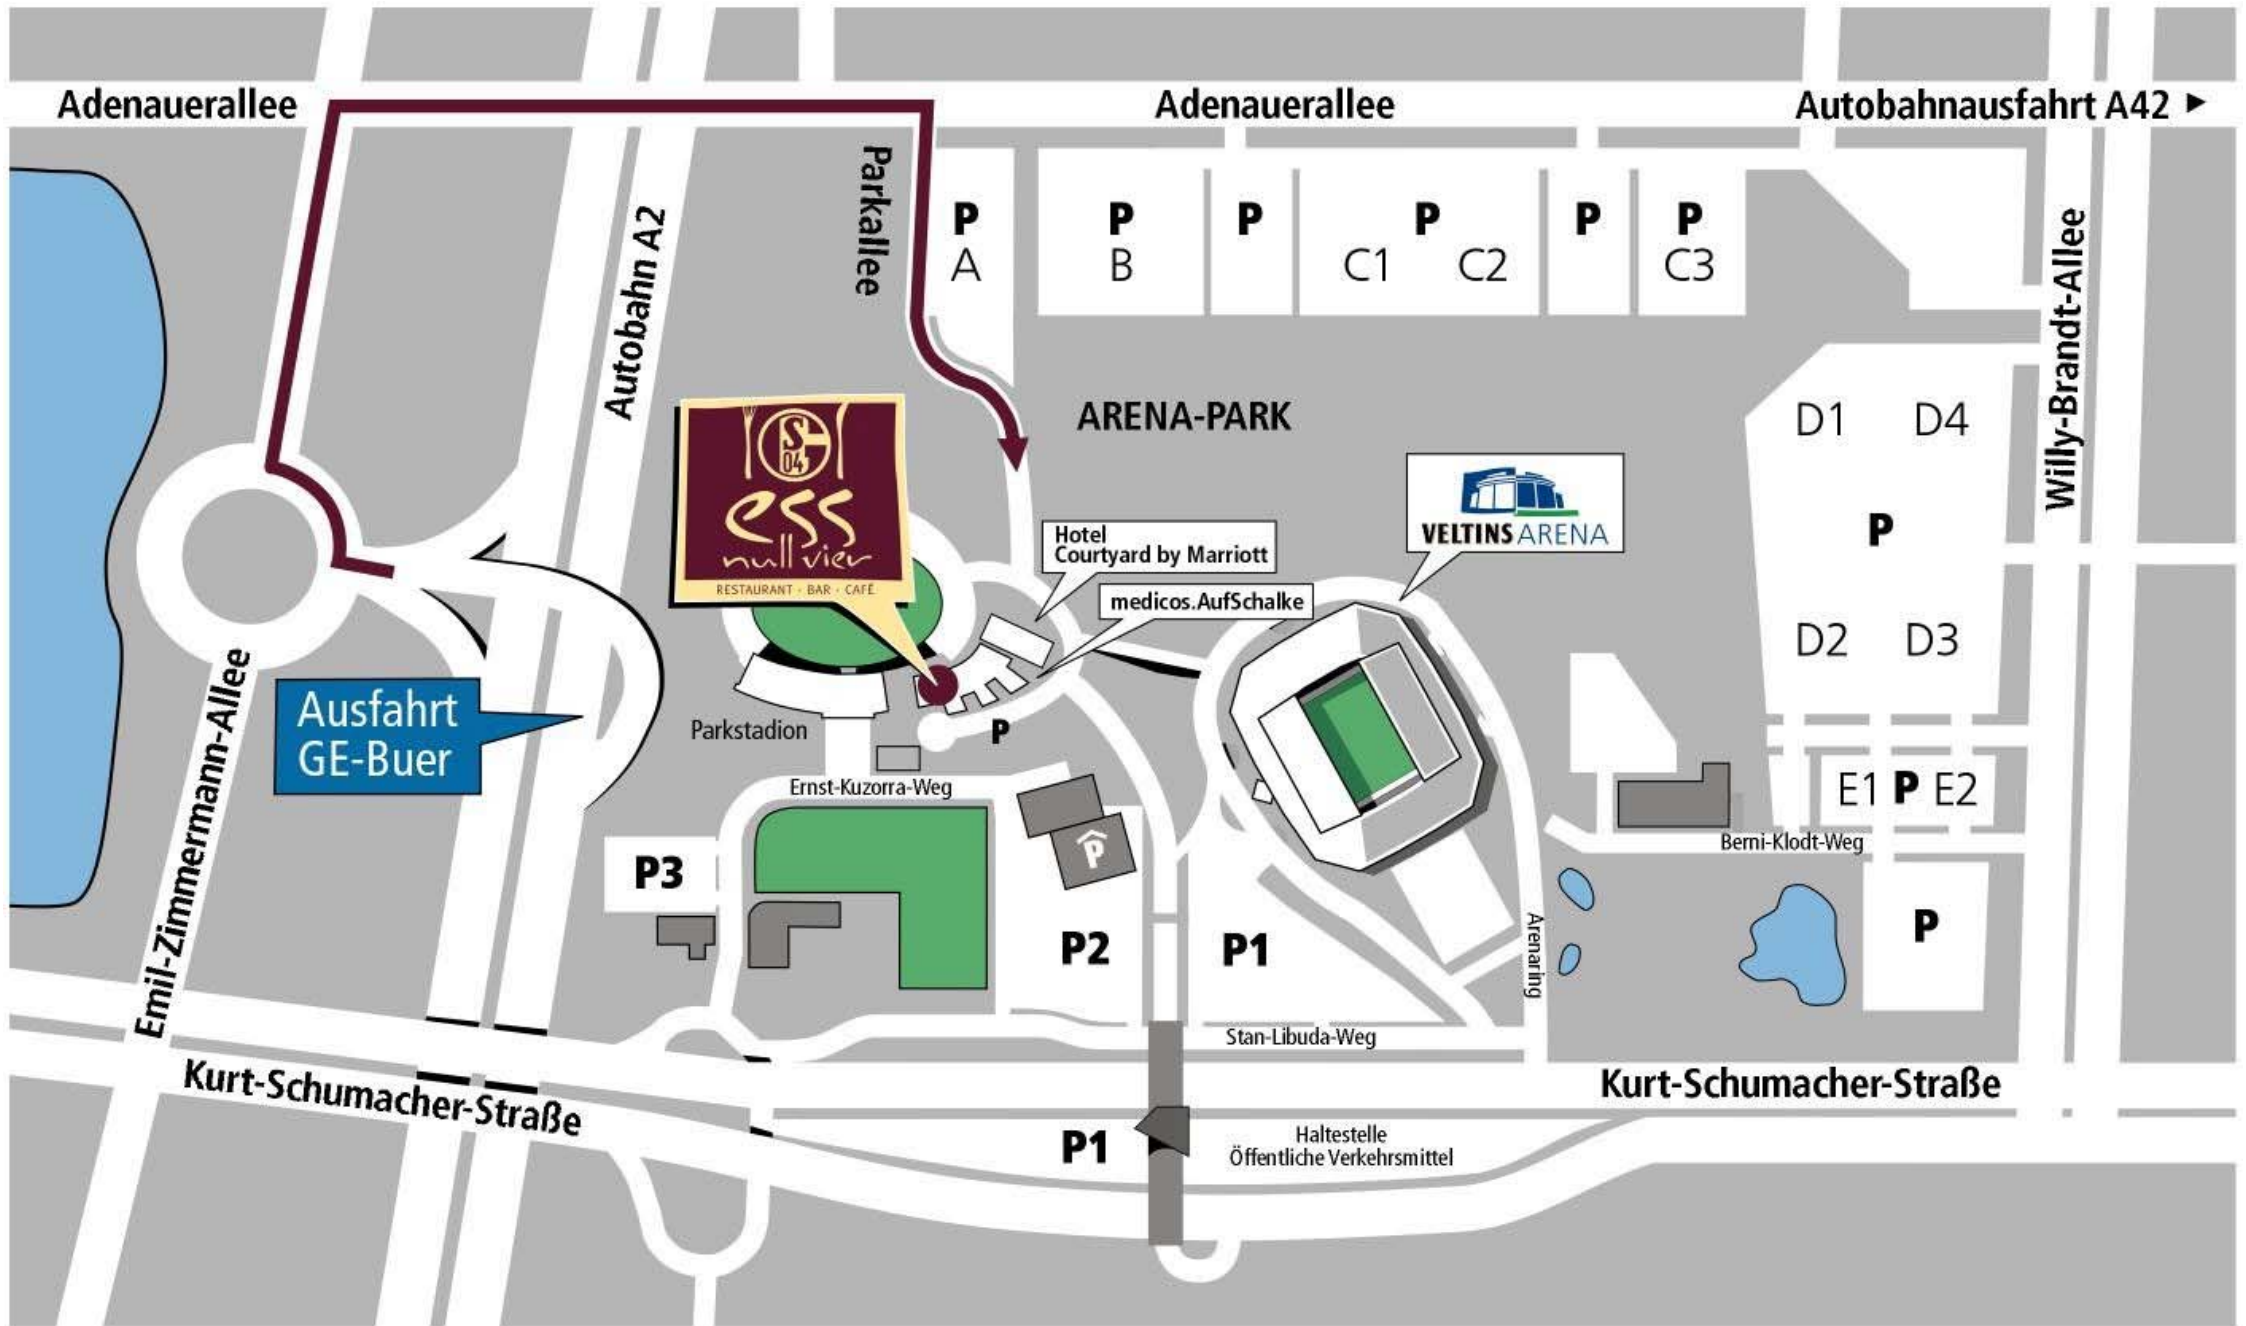 Adenauerallee
Adenauerallee
Autobahnausfahrt A42
Parkallee
P
A
P
B
P
P
C1 C2
P
P
C3
Autobahn A2
Willy-Brandt-Allee
ARENA-PARK
D1 D4
P
D2 D3
S
04
ess
null vier
RESTAURANT · BAR · CAFÉ
VELTINS ARENA
Hotel
Courtyard by Marriott
medicos.AufSchalke
Emil-Zimmermann-Allee
Ausfahrt
GE-Buer
Parkstadion
P
Ernst-Kuzorra-Weg
E1 P E2
Berni-Klodt-Weg
P
P3
P2
P1
P
Arenaring
Stan-Libuda-Weg
Kurt-Schumacher-Straße
Kurt-Schumacher-Straße
P1
Haltestelle
Öffentliche Verkehrsmittel